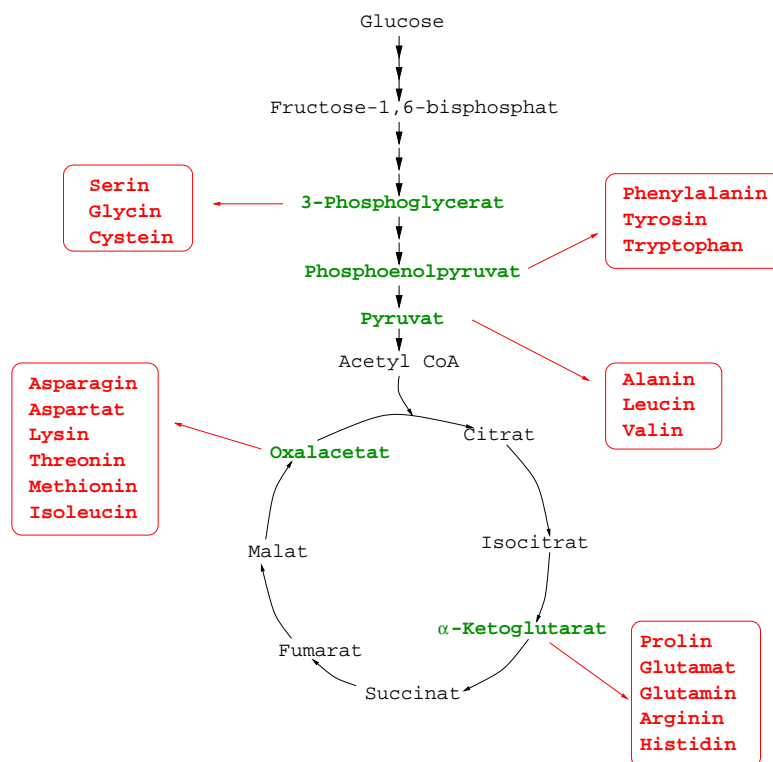 Glucose
Fructose-1,6-bisphosphat
Serin
Glycin
Cystein
3-Phosphoglycerat
Phenylalanin
Tyrosin
Tryptophan
Phosphoenolpyruvat
Pyruvat
Acetyl CoA
Alanin
Leucin
Valin
Asparagin
Aspartat
Lysin
Threonin
Methionin
Isoleucin
Oxalacetat
Citrat
Isocitrat
Malat
α-Ketoglutarat
Fumarat
Succinat
Prolin
Glutamat
Glutamin
Arginin
Histidin